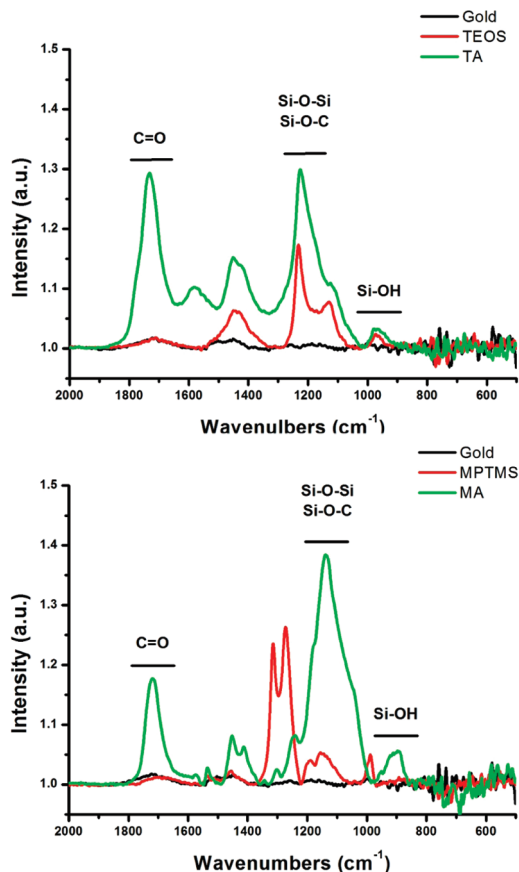 Gold
TEOS
TA
1.5
1.4
1.3
1.2
1.1
1.0
Intensity (a.u.)
C=O
Si-O-Si
Si-O-C
Si-OH
2000 1800 1600 1400 1200 1000 800 600
Wavenulbers (cm-1)
Gold
MPTMS
MA
1.5
1.4
1.3
1.2
1.1
1.0
Intensity (a.u.)
C=O
Si-O-Si
Si-O-C
Si-OH
2000 1800 1600 1400 1200 1000 800 600
Wavenumbers (cm-1)